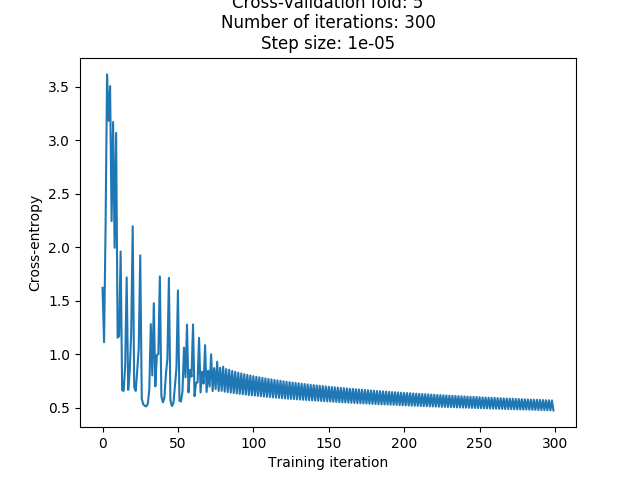 Cross-validation fold: 5
Number of iterations: 300
Step size: 1e-05
3.5
3.0
2.5
2.0
1.5
1.0
0.5
Cross-entropy
0 50 100 150 200 250 300
Training iteration